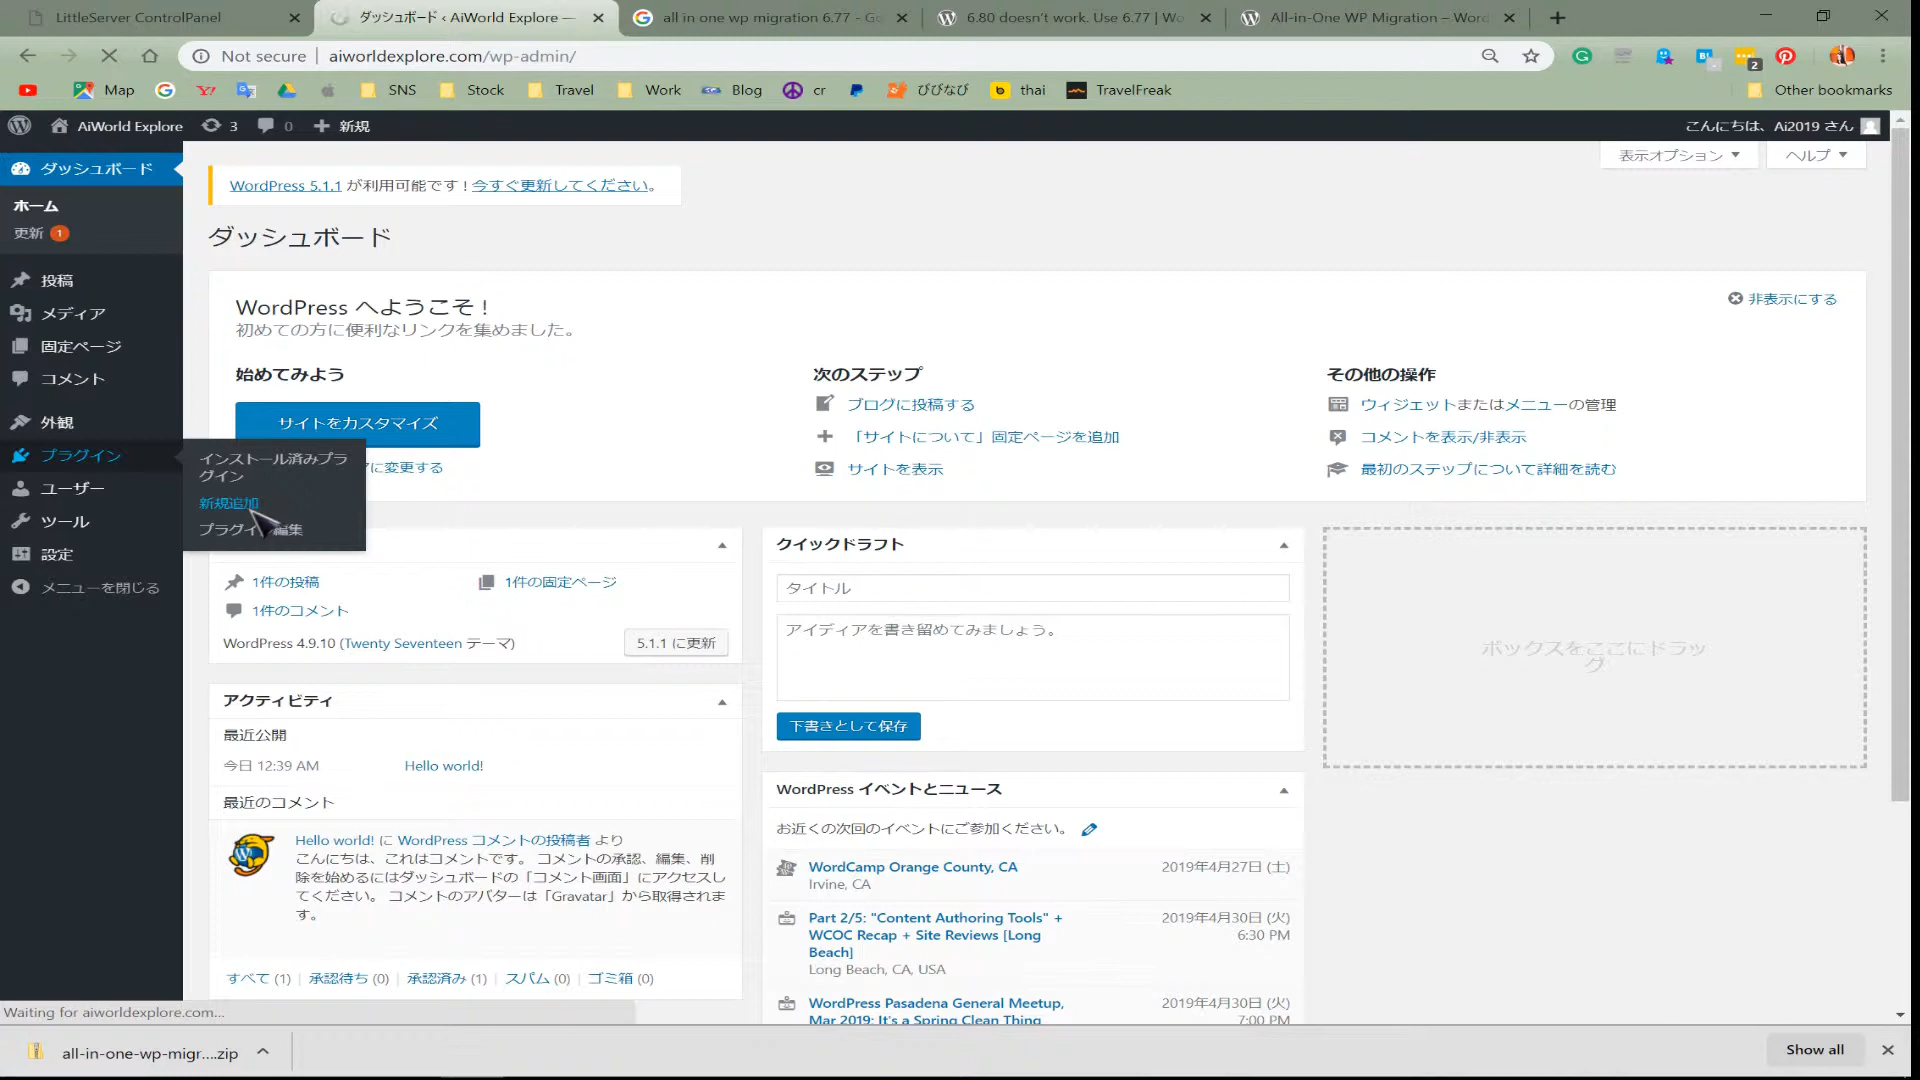 LittleServer ControlPanel
ダッシュボード ‹ AiWorld Explore —
all in one wp migration 6.77 - Go
6.80 doesn't work. Use 6.77 | Wo
All-in-One WP Migration – Word
Not secure | aiworldexplore.com/wp-admin/
Map
SNS
Stock
Travel
Work
Blog
cr
びびなび
thai
TravelFreak
Other bookmarks
AiWorld Explore
3
0
新規
こんにちは、Ai2019 さん
ダッシュボード
ホーム
更新 1
投稿
メディア
固定ページ
コメント
外観
プラグイン
ユーザー
ツール
設定
メニューを閉じる
インストール済みプラ
グイン
新規追加
プラグイン編集
表示オプション
ヘルプ
WordPress 5.1.1 が利用可能です ! 今すぐ更新してください。
ダッシュボード
WordPress へようこそ !
初めての方に便利なリンクを集めました。
非表示にする
始めてみよう
サイトをカスタマイズ
に変更する
次のステップ
ブログに投稿する
「サイトについて」固定ページを追加
サイトを表示
その他の操作
ウィジェットまたはメニューの管理
コメントを表示/非表示
最初のステップについて詳細を読む
1件の投稿
1件の固定ページ
1件のコメント
WordPress 4.9.10 (Twenty Seventeen テーマ)
5.1.1 に更新
アクティビティ
最近公開
今日 12:39 AM
Hello world!
最近のコメント
Hello world! に WordPress コメントの投稿者 より
こんにちは、これはコメントです。 コメントの承認、編集、削
除を始めるにはダッシュボードの「コメント画面」にアクセスし
てください。 コメントのアバターは「Gravatar」から取得されま
す。
すべて (1) | 承認待ち (0) | 承認済み (1) | スパム (0) | ゴミ箱 (0)
クイックドラフト
タイトル
アイディアを書き留めてみましょう。
下書きとして保存
WordPress イベントとニュース
お近くの次回のイベントにご参加ください。
WordCamp Orange County, CA
2019年4月27日 (土)
Irvine, CA
Part 2/5: "Content Authoring Tools" +
2019年4月30日 (火)
WCOC Recap + Site Reviews [Long
6:30 PM
Beach]
Long Beach, CA, USA
WordPress Pasadena General Meetup,
2019年4月30日 (火)
Mar 2019: It's a Spring Clean Thing
7:00 PM
ボックスをここにドラッ
グ
Waiting for aiworldexplore.com...
all-in-one-wp-migr....zip
Show all